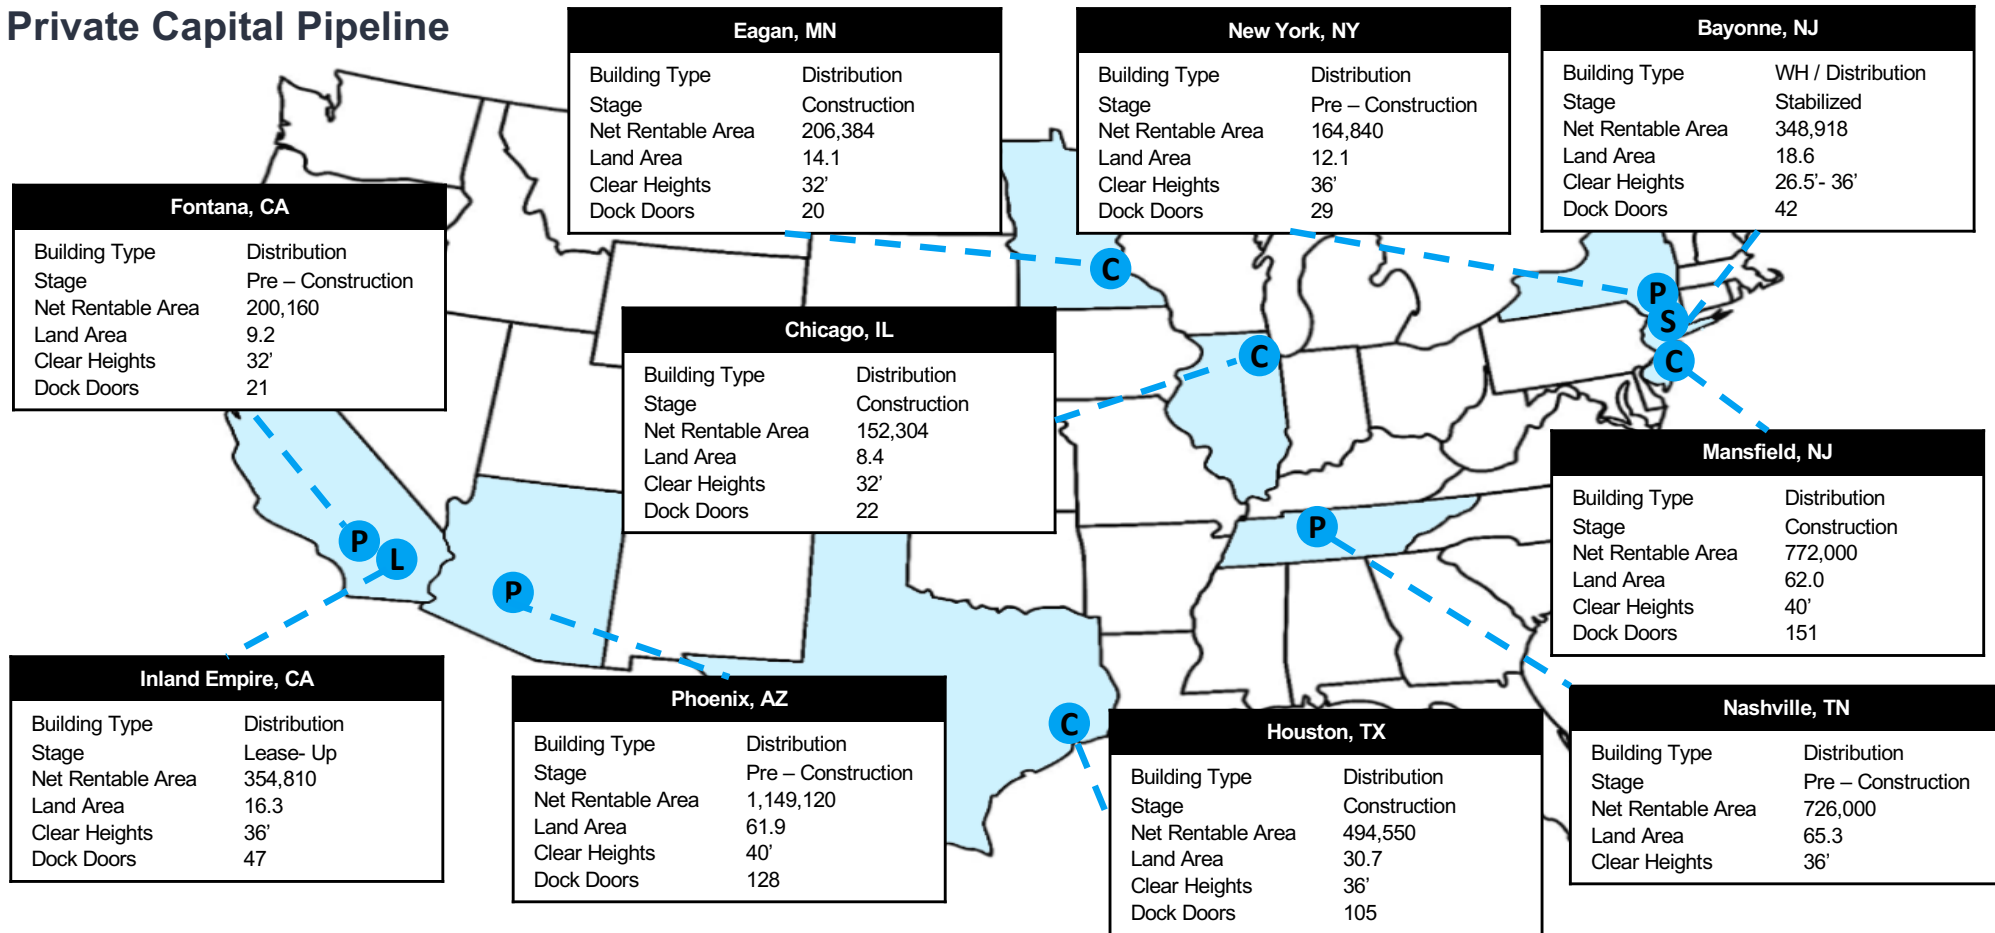 Private Capital Pipeline
Eagan, MN
Building Type Distribution
Stage Construction
Net Rentable Area 206,384
Land Area 14.1
Clear Heights 32’
Dock Doors 20
New York, NY
Building Type Distribution
Stage Pre – Construction
Net Rentable Area 164,840
Land Area 12.1
Clear Heights 36’
Dock Doors 29
Bayonne, NJ
Building Type WH / Distribution
Stage Stabilized
Net Rentable Area 348,918
Land Area 18.6
Clear Heights 26.5’- 36’
Dock Doors 42
Fontana, CA
Building Type Distribution
Stage Pre – Construction
Net Rentable Area 200,160
Land Area 9.2
Clear Heights 32’
Dock Doors 21
Chicago, IL
Building Type Distribution
Stage Construction
Net Rentable Area 152,304
Land Area 8.4
Clear Heights 32’
Dock Doors 22
C
P
S
C
C
P
L
P
P
C
Mansfield, NJ
Building Type Distribution
Stage Construction
Net Rentable Area 772,000
Land Area 62.0
Clear Heights 40’
Dock Doors 151
Inland Empire, CA
Building Type Distribution
Stage Lease- Up
Net Rentable Area 354,810
Land Area 16.3
Clear Heights 36’
Dock Doors 47
Phoenix, AZ
Building Type Distribution
Stage Pre – Construction
Net Rentable Area 1,149,120
Land Area 61.9
Clear Heights 40’
Dock Doors 128
Houston, TX
Building Type Distribution
Stage Construction
Net Rentable Area 494,550
Land Area 30.7
Clear Heights 36’
Dock Doors 105
Nashville, TN
Building Type Distribution
Stage Pre – Construction
Net Rentable Area 726,000
Land Area 65.3
Clear Heights 36’